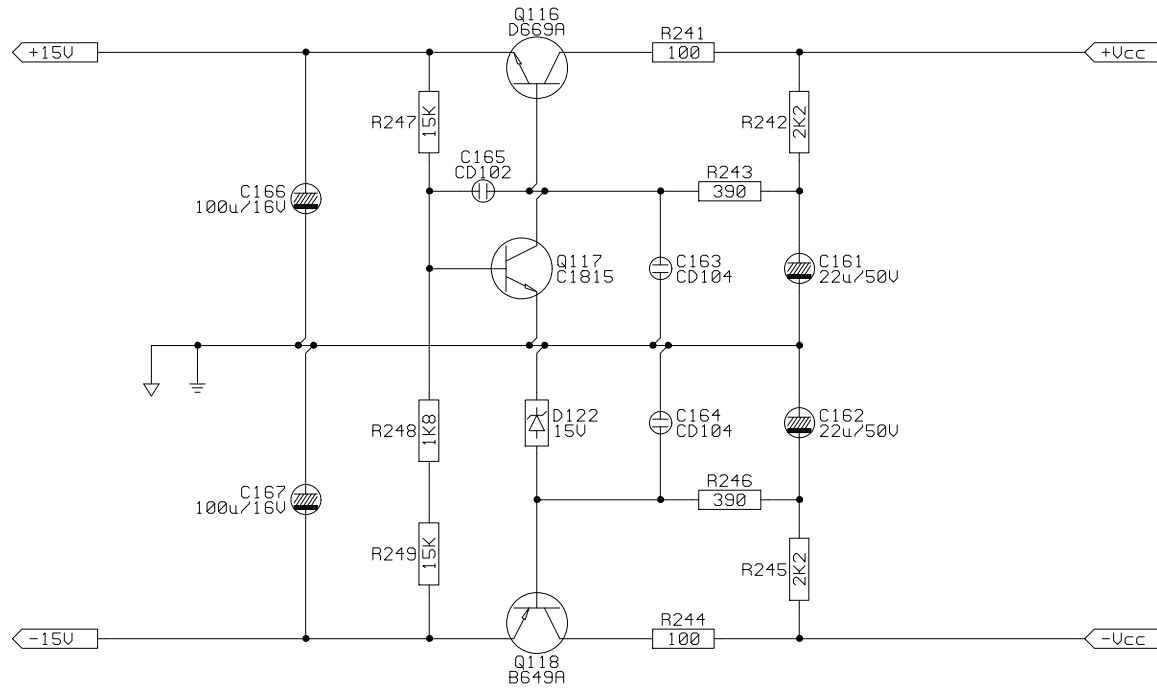 Q116
D669A
R241
100
+15V
+Vcc
R247
15K
R242
2K2
C165
CD102
R243
390
C166
100u/16V
Q117
C1815
C163
CD104
C161
22u/50V
R248
1K8
D122
15V
C164
CD104
C162
22u/50V
R246
390
C167
100u/16V
R249
15K
R245
2K2
R244
100
-15V
-Vcc
Q118
B649A